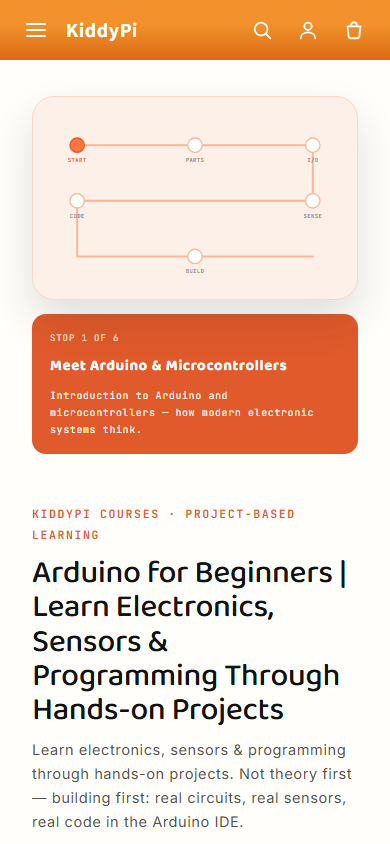 KiddyPi
START PARTS I/O
CODE SENSE
BUILD
STOP 1 OF 6
Meet Arduino & Microcontrollers
Introduction to Arduino and
microcontrollers — how modern electronic
systems think.
KIDDYPI COURSES · PROJECT-BASED
LEARNING
Arduino for Beginners |
Learn Electronics,
Sensors &
Programming Through
Hands-on Projects
Learn electronics, sensors & programming
through hands-on projects. Not theory first
— building first: real circuits, real sensors,
real code in the Arduino IDE.